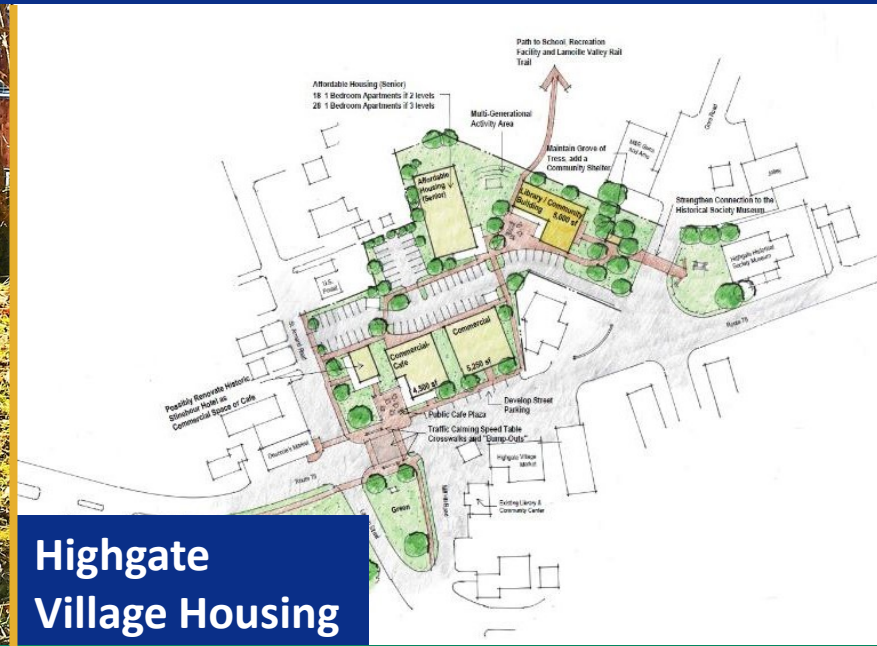 Path to School, Recreation
Facility and Lamoille Valley Rail
Trail
Affordable Housing (Senior)
18 1 Bedroom Apartments if 2 levels
28 1 Bedroom Apartments if 3 levels
Multi-Generational
Activity Area
Maintain Grove of
Tress, add a
Community Shelter
Affordable
Housing
(Senior)
Library / Community
Building
5,000 sf
Strengthen Connection to the
Historical Society Museum
Highgate Historical
Society Museum
Route 78
U.S.
Postal
Commercial-
Cafe
4,500 sf
Commercial
5,250 sf
Possibly Renovate Historic
Stinehour Hotel as
Commercial Space or Cafe
Develop Street
Parking
Public Cafe Plaza
Traffic Calming Speed Table
Crosswalks and "Bump-Outs"
Market
Route 78
Highgate Village
Market
Existing Library &
Community Center
Green
Highgate
Village Housing